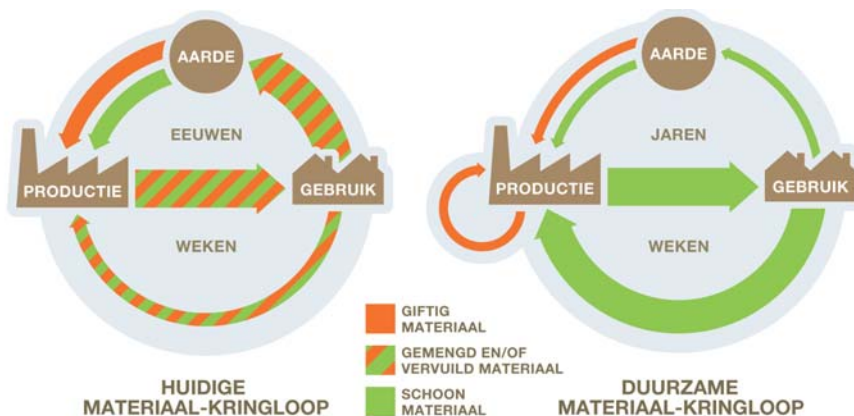 AARDE
EEUWEN
PRODUCTIE
GEBRUIK
WEKEN
HUIDIGE
MATERIAAL-KRINGLOOP
AARDE
JAREN
PRODUCTIE
GEBRUIK
WEKEN
DUURZAME
MATERIAAL-KRINGLOOP
GIFTIG
MATERIAAL
GEMENGD EN/OF
VERVUILD MATERIAAL
SCHOON
MATERIAAL